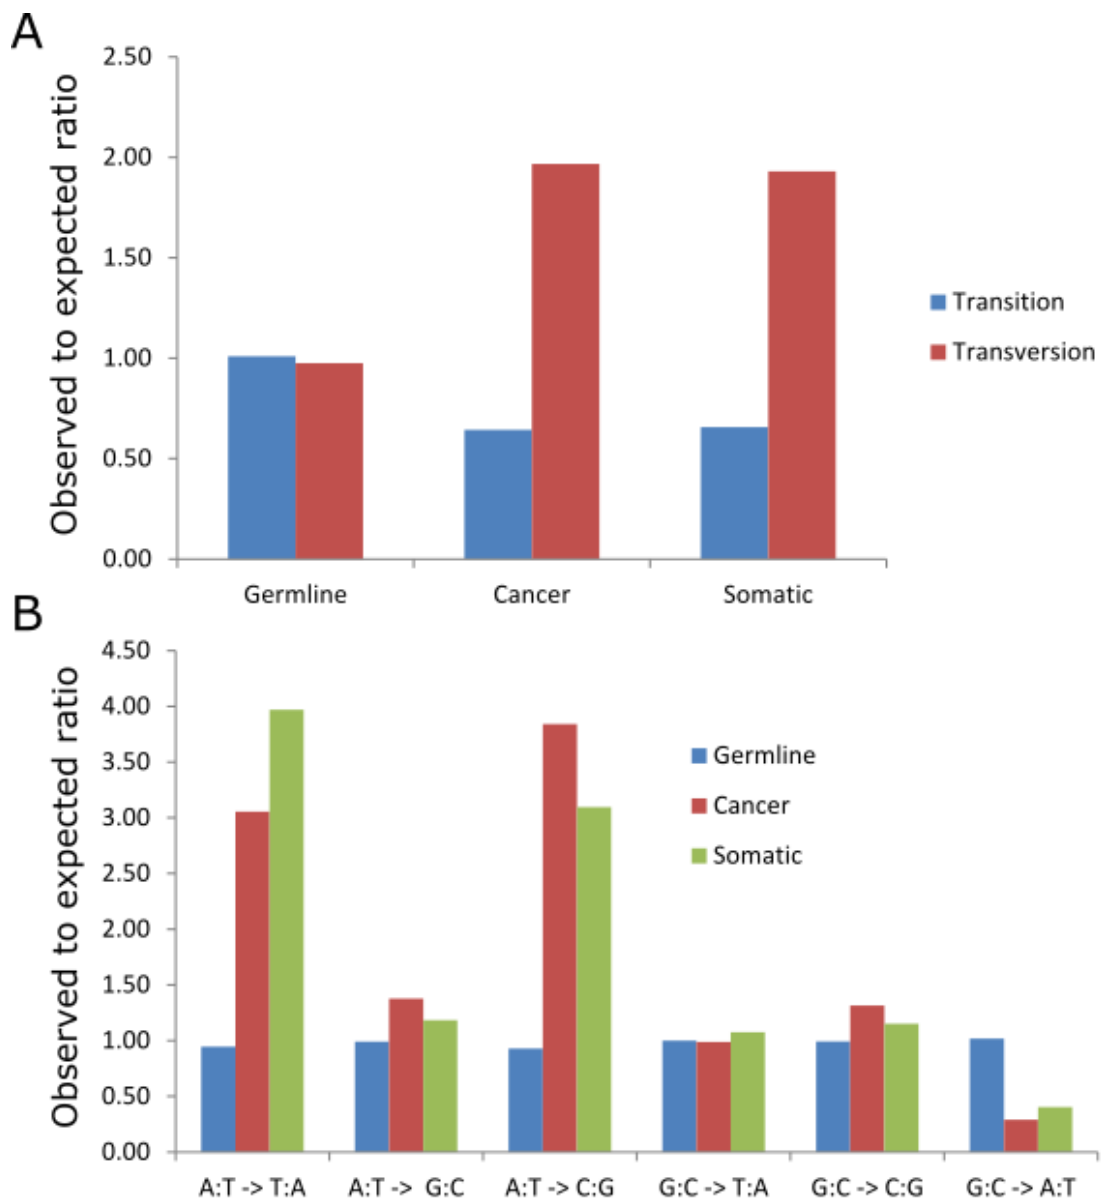 A
Observed to expected ratio
2.50
2.00
1.50
1.00
0.50
0.00
Germline
Cancer
Somatic
Transition
Transversion
B
Observed to expected ratio
4.50
4.00
3.50
3.00
2.50
2.00
1.50
1.00
0.50
0.00
A:T -> T:A
A:T -> G:C
A:T -> C:G
G:C -> T:A
G:C -> C:G
G:C -> A:T
Germline
Cancer
Somatic